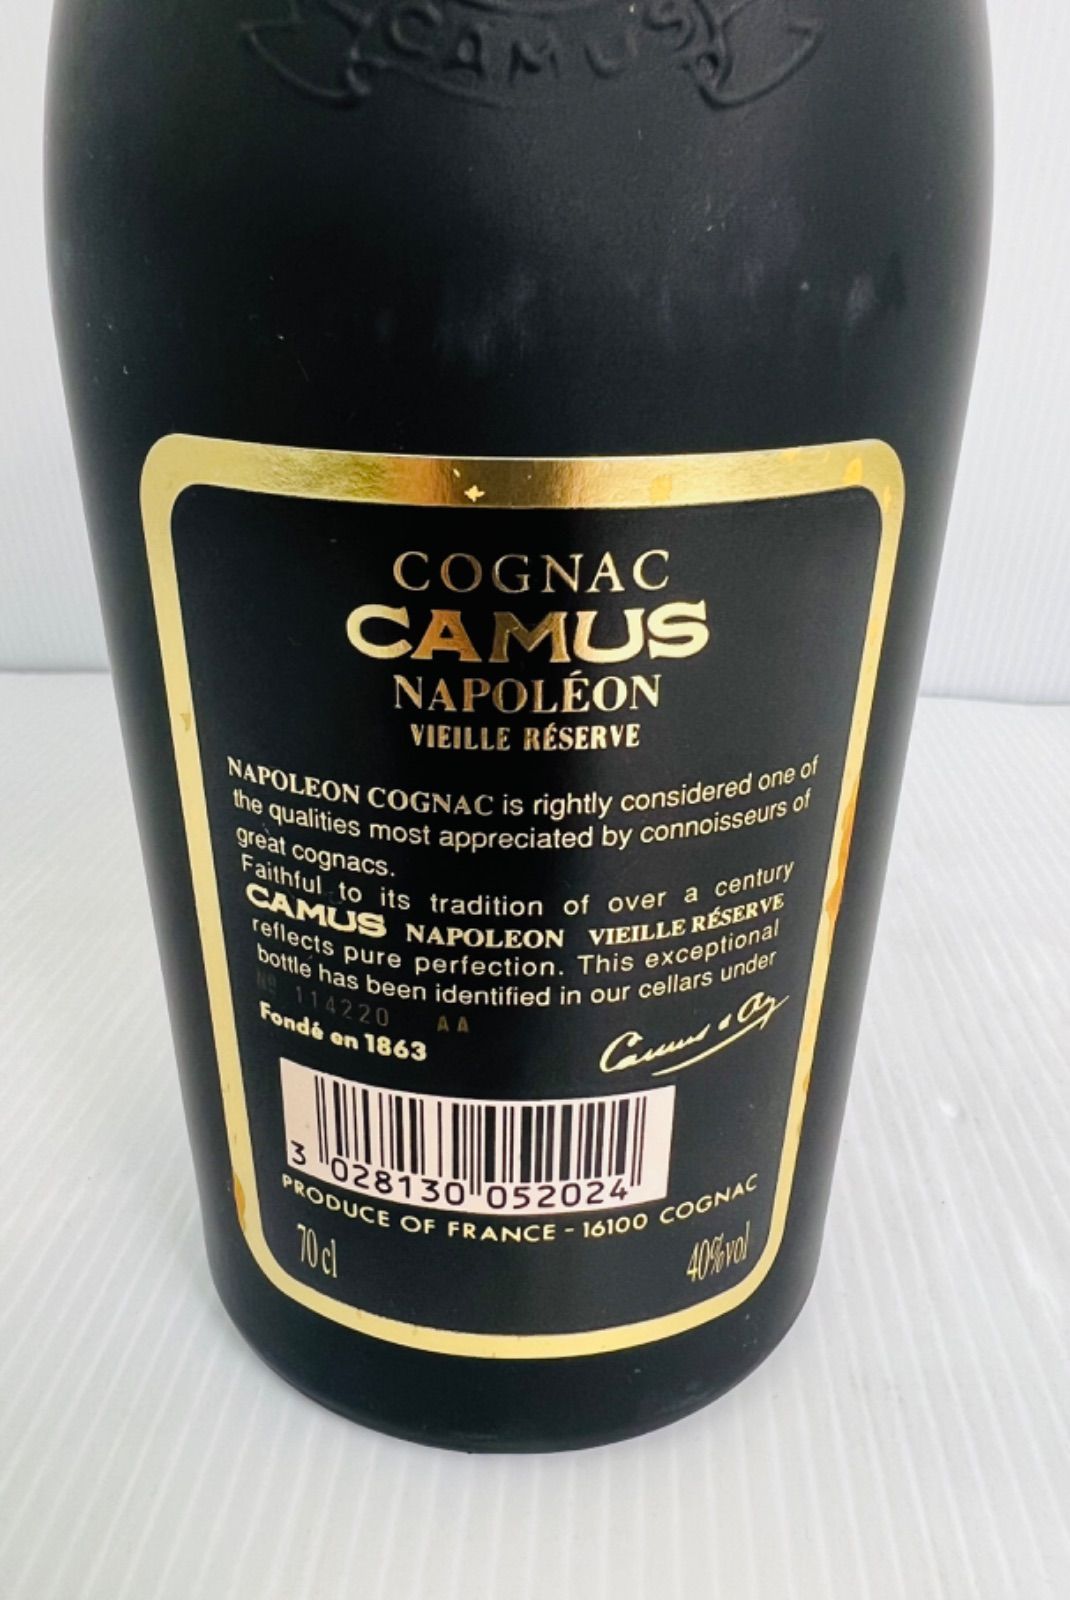 CAMUS
COGNAC
CAMUS
NAPOLÉON
VIEILLE RÉSERVE
NAPOLEON COGNAC is rightly considered one of
the qualities most appreciated by connoisseurs of
great cognacs.
Faithful to its tradition of over a century
CAMUS NAPOLEON VIEILLE RÉSERVE
reflects pure perfection. This exceptional
bottle has been identified in our cellars under
Nº 114220 AA
Fondé en 1863
3 028130 052024
PRODUCE OF FRANCE - 16100 COGNAC
70 cl 40% vol